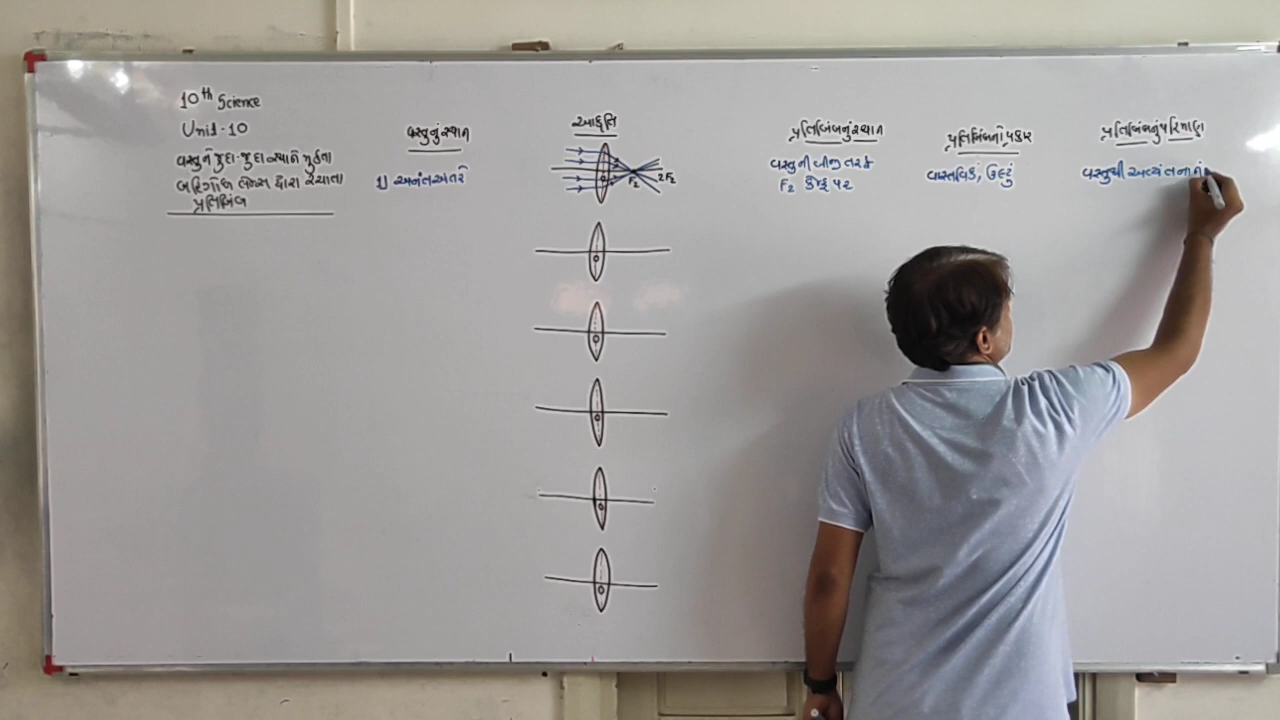 10th Science
Unit-10
વસ્તુને જુદા-જુદા સ્થાને મુકતા
બહિર્ગોળ લેન્સ દ્વારા રચાતા
પ્રતિબિંબ
વસ્તુનું સ્થાન
1) અનંત અંતરે
આકૃતિ
F₂
2F₂
પ્રતિબિંબનું સ્થાન
વસ્તુની બીજી તરફ
F₂ કેન્દ્ર પર
પ્રતિબિંબનો પ્રકાર
વાસ્તવિક, ઉલટું
પ્રતિબિંબનું પરિમાણ
વસ્તુથી અત્યંત નાનું